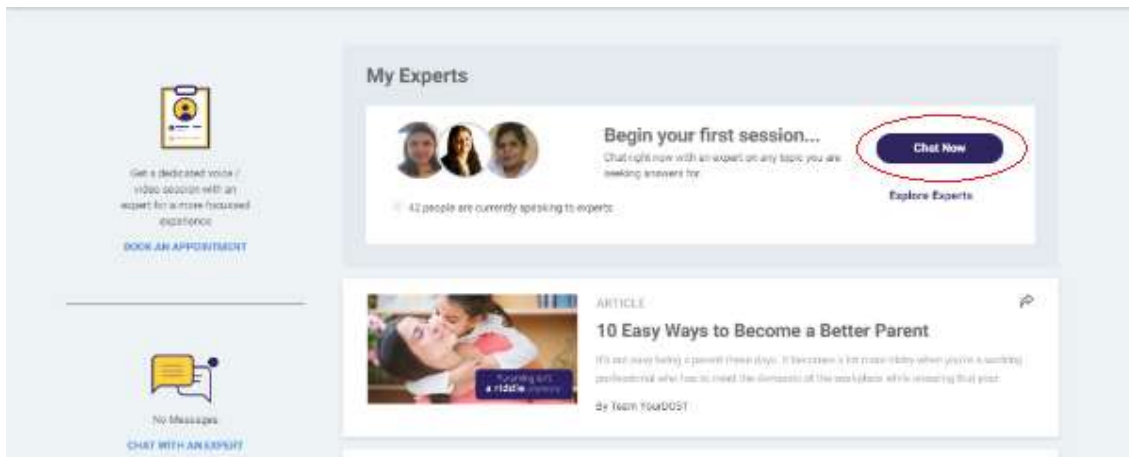 My Experts
Begin your first session...
Chat Now
Chat right now with an expert on any topic you are
seeking answers for
Explore Experts
42 people are currently speaking to experts
Get a dedicated voice /
video session with an
expert for a more focussed
experience
BOOK AN APPOINTMENT
No Messages
CHAT WITH AN EXPERT
ARTICLE
10 Easy Ways to Become a Better Parent
It's not easy being a parent these days. It becomes a lot more tricky when you're a working
professional who has to meet the demands of the workplace while ensuring that your
By Team YourDOST
Parenting isn't
a riddle